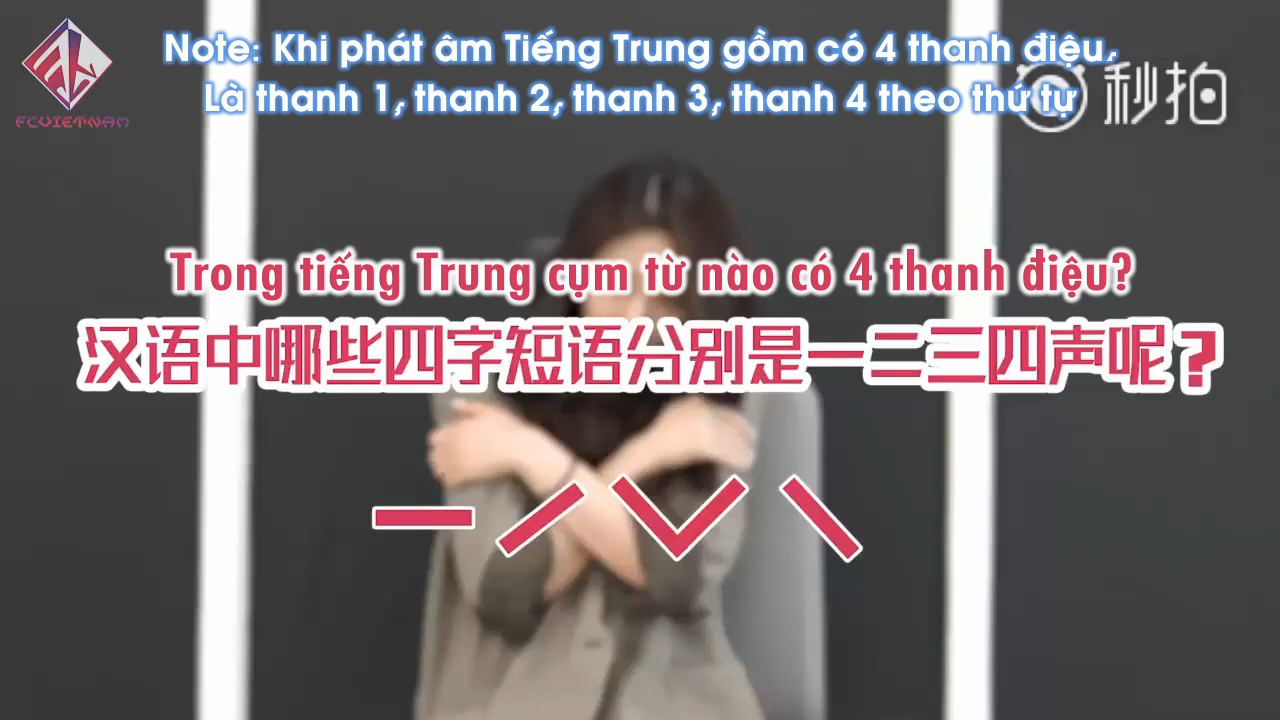 Note: Khi phát âm Tiếng Trung gồm có 4 thanh điệu,
Là thanh 1, thanh 2, thanh 3, thanh 4 theo thứ tự
秒拍
FCVIETNAM
Trong tiếng Trung cụm từ nào có 4 thanh điệu?
汉语中哪些四字短语分别是一二三四声呢？